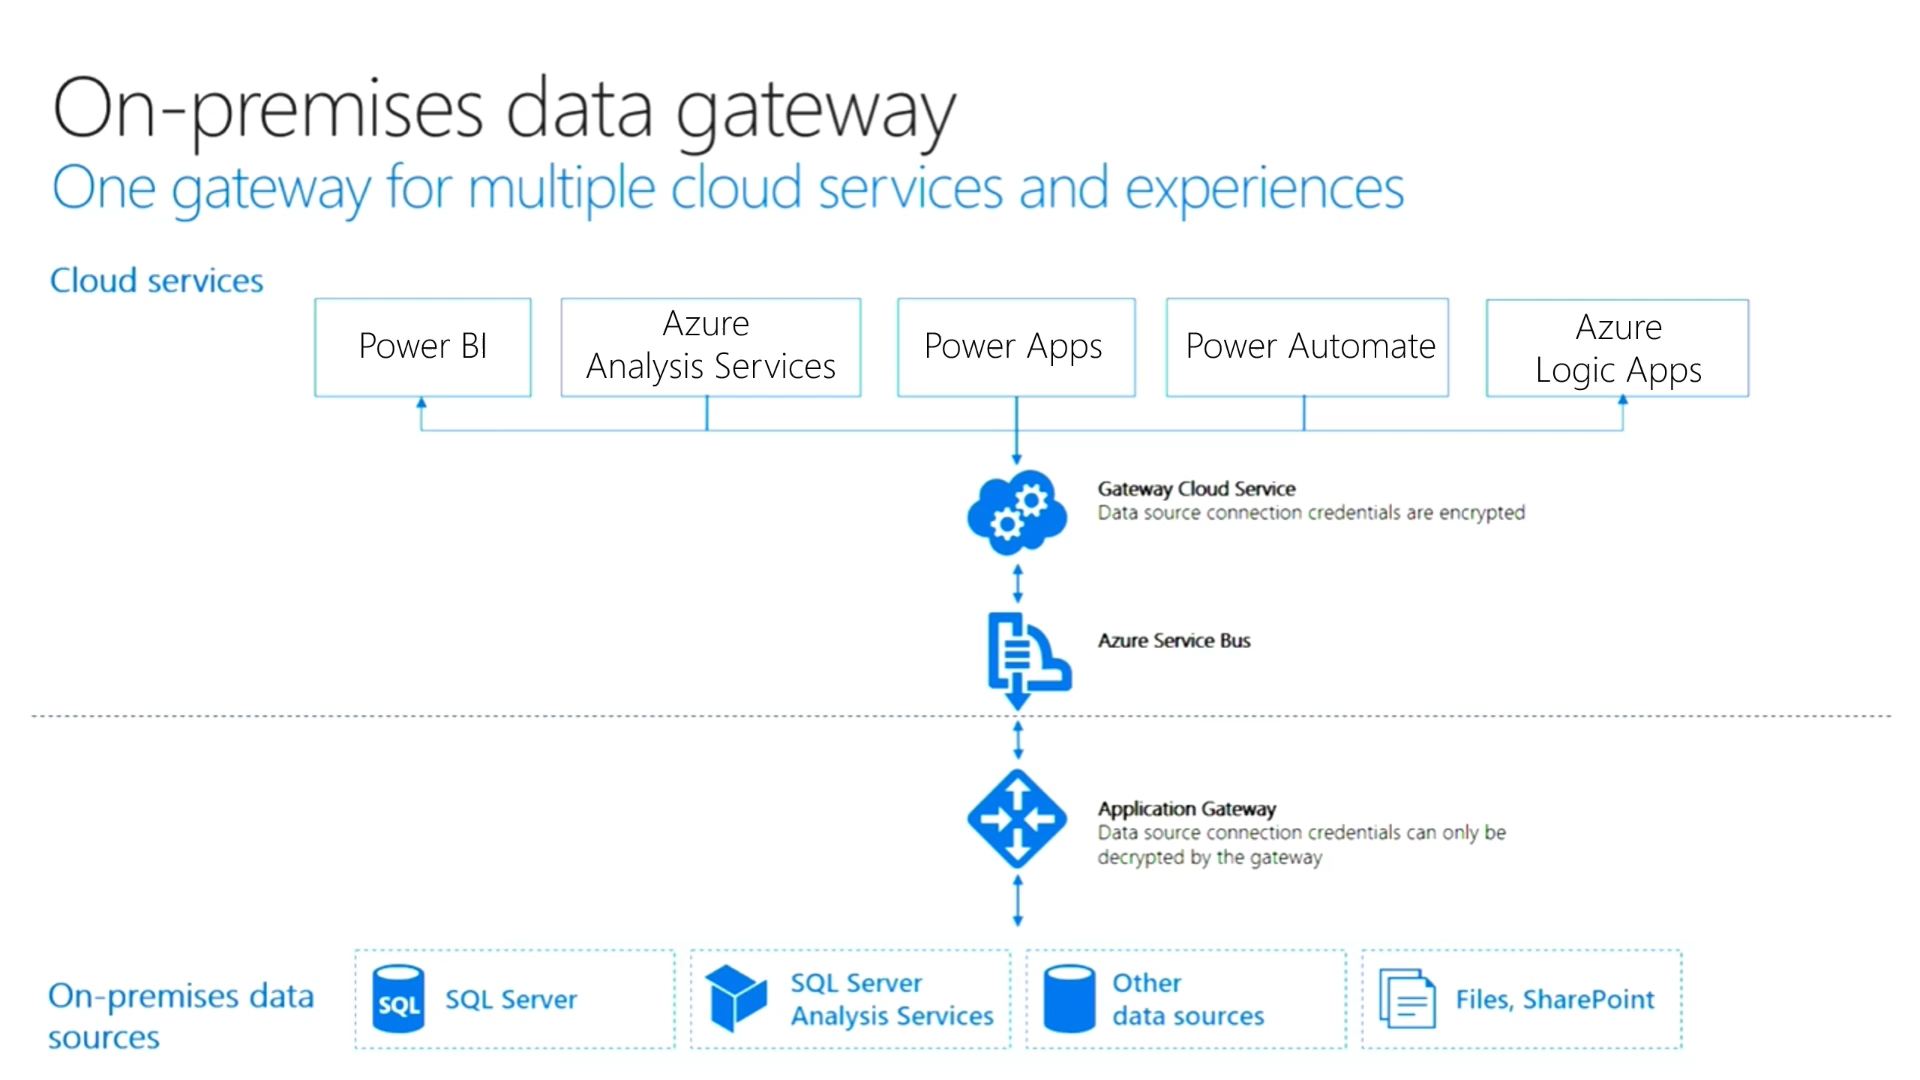 On-premises data gateway
One gateway for multiple cloud services and experiences
Cloud services
Power BI
Azure
Analysis Services
Power Apps
Power Automate
Azure
Logic Apps
Gateway Cloud Service
Data source connection credentials are encrypted
Azure Service Bus
Application Gateway
Data source connection credentials can only be
decrypted by the gateway
On-premises data
sources
SQL
SQL Server
SQL Server
Analysis Services
Other
data sources
Files, SharePoint